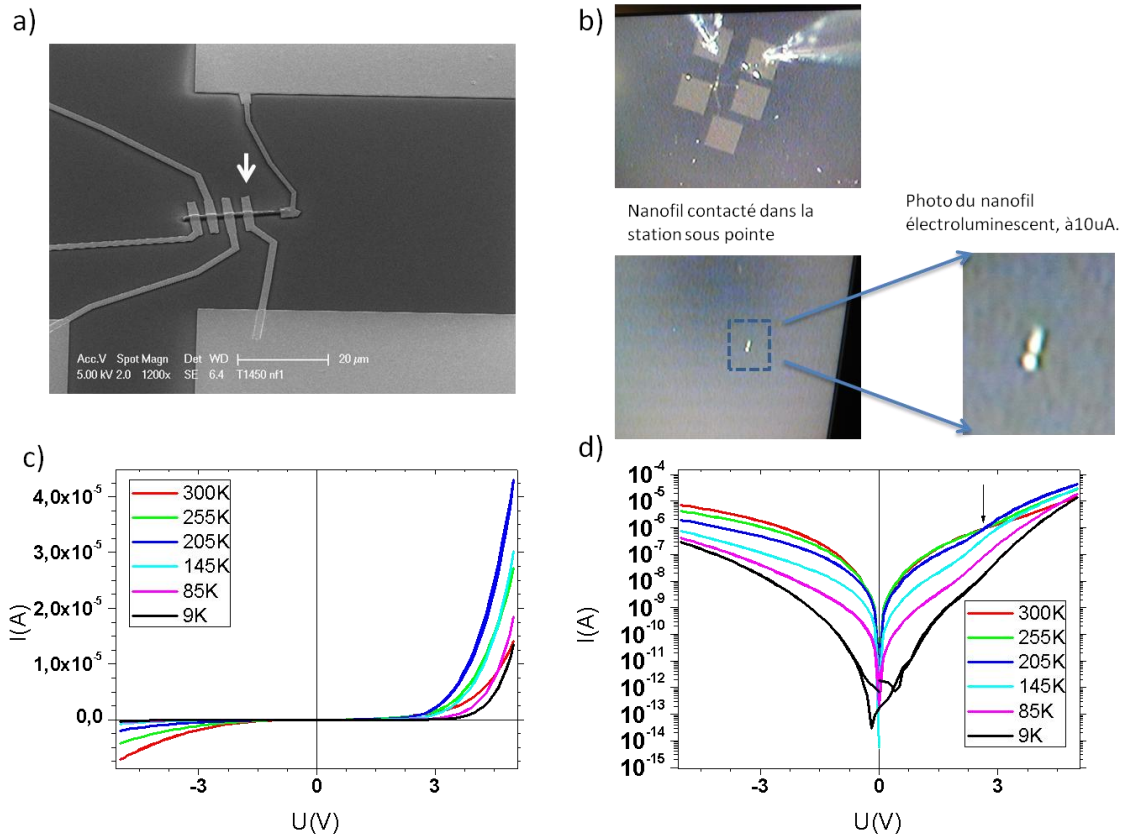 a)
Acc.V Spot Magn Det WD 20 µm
5.00 kV 2.0 1200x SE 6.4 T1450 nf1
b)
Nanofil contacté dans la
station sous pointe
Photo du nanofil
électroluminescent, à10uA.
c)
I(A)
4,0x10-5
3,0x10-5
2,0x10-5
1,0x10-5
0,0
300K
255K
205K
145K
85K
9K
-3 0 3
U(V)
d)
I(A)
10-4
10-5
10-6
10-7
10-8
10-9
10-10
10-11
10-12
10-13
10-14
10-15
300K
255K
205K
145K
85K
9K
-3 0 3
U(V)